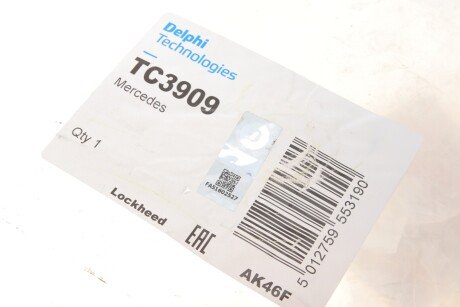 Delphi
Technologies
TC3909
Mercedes
Qty 1
Lockheed
EAC
AK46F
5 012759 553190